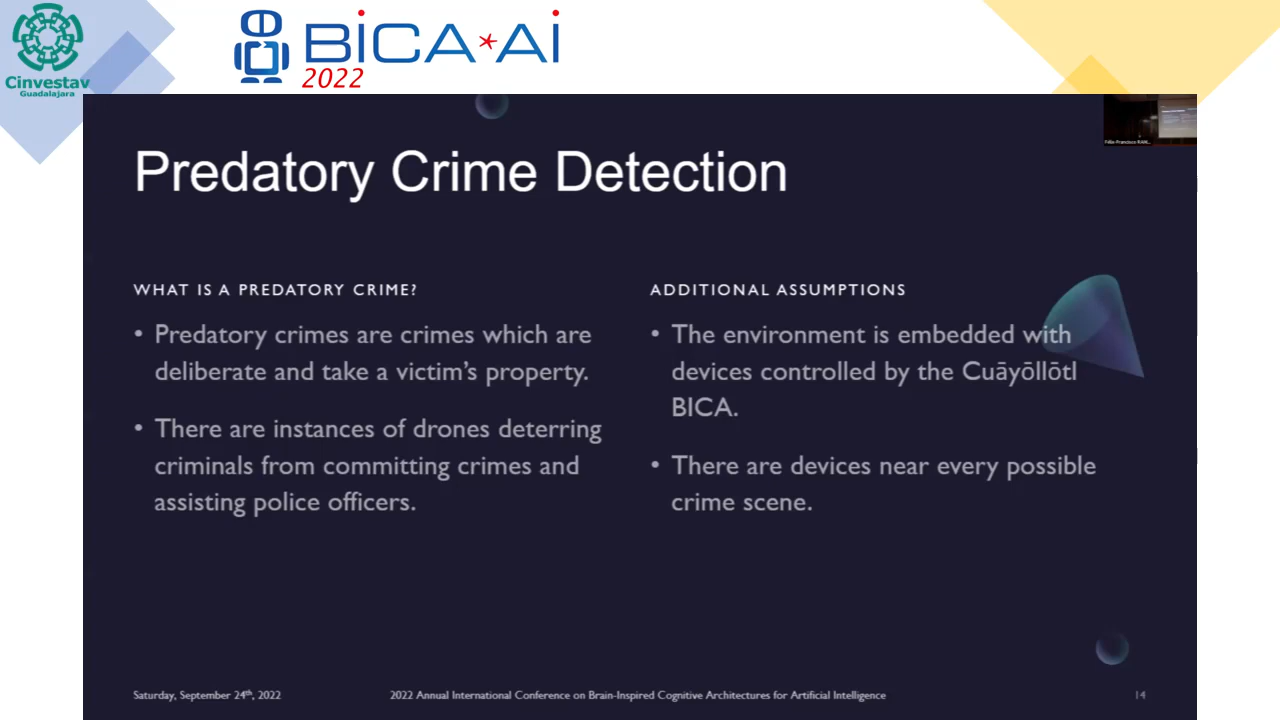 Cinvestav
Guadalajara
BiCA*Ai
2022
Predatory Crime Detection
WHAT IS A PREDATORY CRIME?
• Predatory crimes are crimes which are
deliberate and take a victim's property.
• There are instances of drones deterring
criminals from committing crimes and
assisting police officers.
ADDITIONAL ASSUMPTIONS
• The environment is embedded with
devices controlled by the Cuāyōllōtl
BICA.
• There are devices near every possible
crime scene.
Félix-Francisco RAM...
Saturday, September 24th, 2022
2022 Annual International Conference on Brain-Inspired Cognitive Architectures for Artificial Intelligence
14